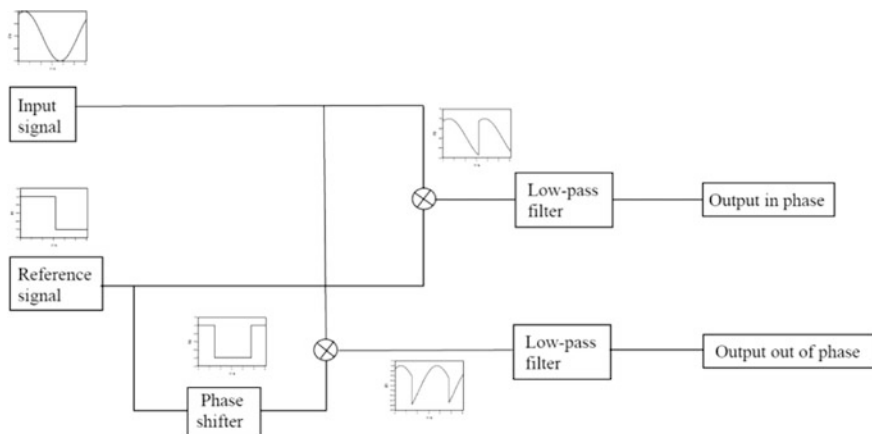 Input
signal
Low-pass
filter
Output in phase
Reference
signal
Low-pass
filter
Output out of phase
Phase
shifter